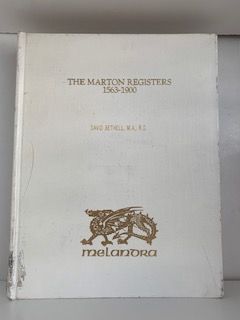 THE MARTON REGISTERS
1563-1900
DAVID BETHELL, M.A., R.D.
melandra